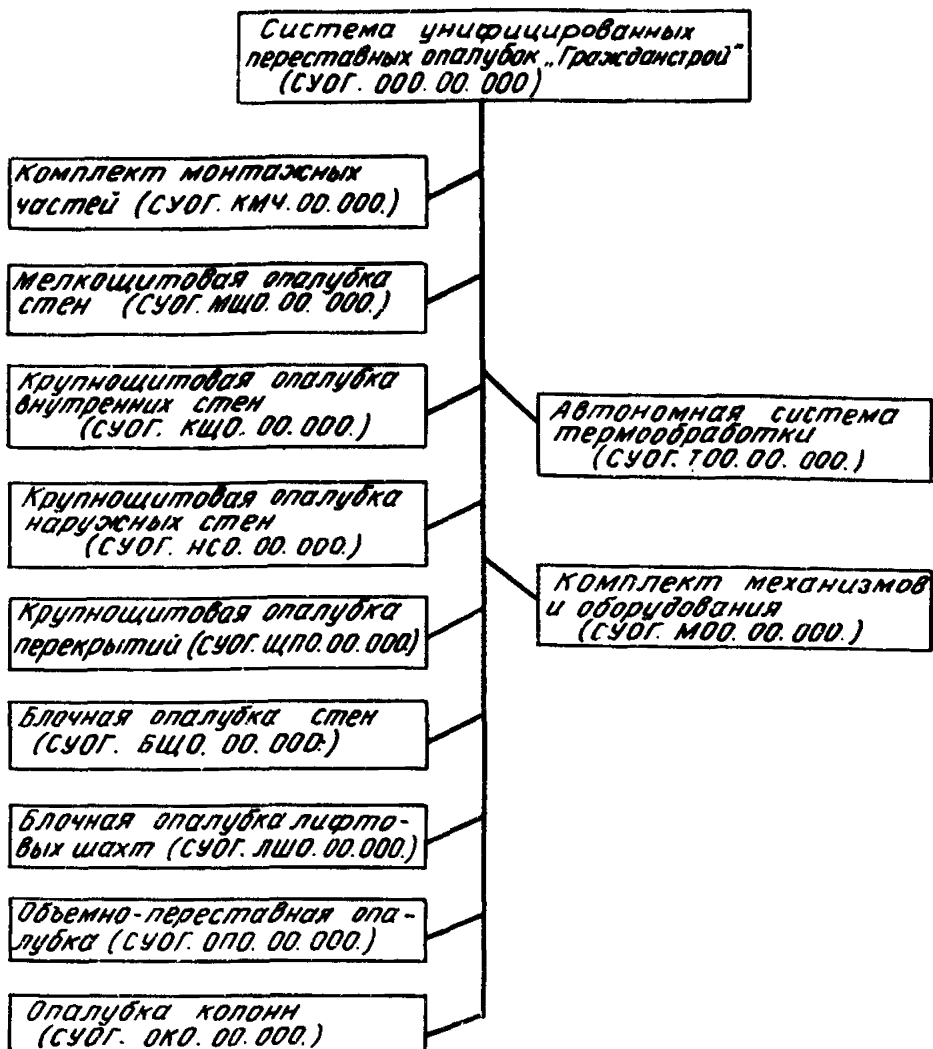 Система унифицированных
переставных опалубок „Гражданстрой"
(СУОГ. 000. 00. 000)
Комплект монтажных
частей (СУОГ. КМЧ. 00. 000.)
Мелкощитовая опалубка
стен (СУОГ. МЩО. 00. 000.)
Крупнощитовая опалубка
внутренних стен
(СУОГ. КЩО. 00. 000.)
Крупнощитовая опалубка
наружных стен
(СУОГ. НСО. 00. 000.)
Крупнощитовая опалубка
перекрытий (СУОГ. ЩПО. 00. 000.)
Блочная опалубка стен
(СУОГ. БЩО. 00. 000.)
Блочная опалубка лифто-
вых шахт (СУОГ. ЛШО. 00. 000.)
Объемно-переставная опа-
лубка (СУОГ. ОПО. 00. 000.)
Опалубка колонн
(СУОГ. ОКО. 00. 000.)
Автономная система
термообработки
(СУОГ. ТОО. 00. 000.)
Комплект механизмов
и оборудования
(СУОГ. МОО. 00. 000.)